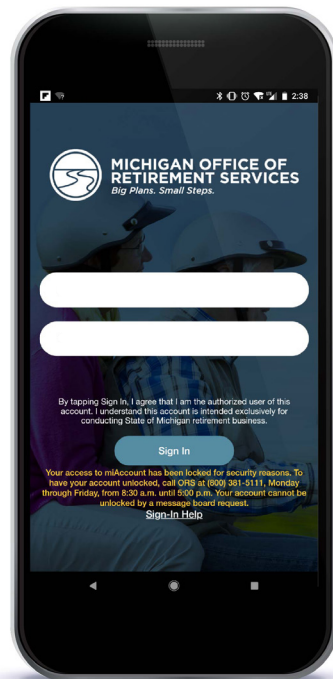 2:38
MICHIGAN OFFICE OF
RETIREMENT SERVICES
Big Plans. Small Steps.
By tapping Sign In, I agree that I am the authorized user of this
account. I understand this account is intended exclusively for
conducting State of Michigan retirement business.
Sign In
Your access to miAccount has been locked for security reasons. To
have your account unlocked, call ORS at (800) 381-5111, Monday
through Friday, from 8:30 a.m. until 5:00 p.m. Your account cannot be
unlocked by a message board request.
Sign-In Help